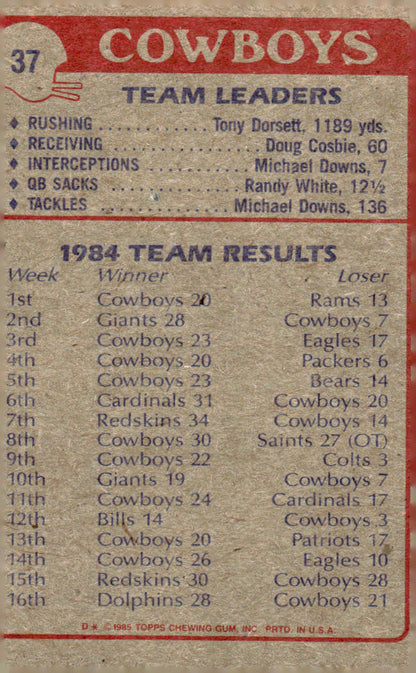 37
COWBOYS
TEAM LEADERS
♦ RUSHING ............ Tony Dorsett, 1189 yds.
♦ RECEIVING .................. Doug Cosbie, 60
♦ INTERCEPTIONS .......... Michael Downs, 7
♦ QB SACKS ............. Randy White, 12½
♦ TACKLES .................. Michael Downs, 136
1984 TEAM RESULTS
Week Winner Loser
1st Cowboys 20 Rams 13
2nd Giants 28 Cowboys 7
3rd Cowboys 23 Eagles 17
4th Cowboys 20 Packers 6
5th Cowboys 23 Bears 14
6th Cardinals 31 Cowboys 20
7th Redskins 34 Cowboys 14
8th Cowboys 30 Saints 27 (OT)
9th Cowboys 22 Colts 3
10th Giants 19 Cowboys 7
11th Cowboys 24 Cardinals 17
12th Bills 14 Cowboys 3
13th Cowboys 20 Patriots 17
14th Cowboys 26 Eagles 10
15th Redskins 30 Cowboys 28
16th Dolphins 28 Cowboys 21
D* ©1985 TOPPS CHEWING GUM, INC. PRTD. IN U.S.A.